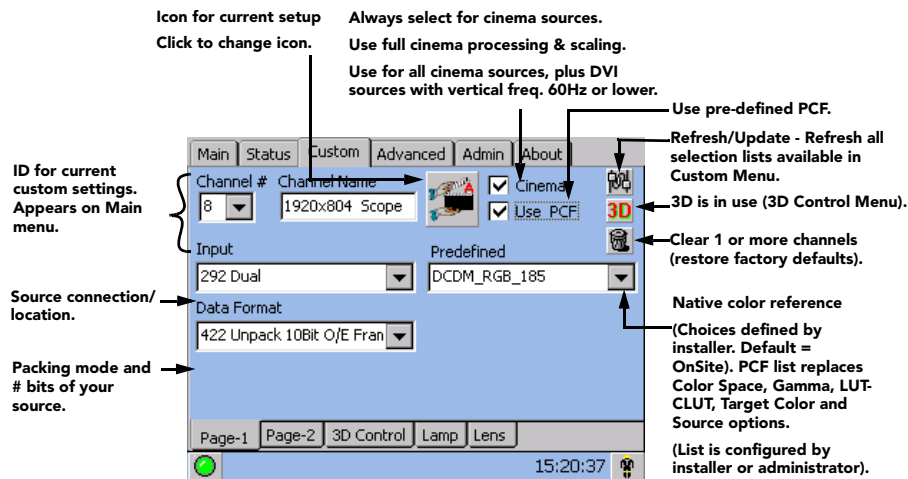 Icon for current setup
Click to change icon.
Always select for cinema sources.
Use full cinema processing & scaling.
Use for all cinema sources, plus DVI
sources with vertical freq. 60Hz or lower.
Use pre-defined PCF.
Refresh/Update - Refresh all
selection lists available in
Custom Menu.
3D is in use (3D Control Menu).
Clear 1 or more channels
(restore factory defaults).
Native color reference
(Choices defined by
installer. Default =
OnSite). PCF list replaces
Color Space, Gamma, LUT-
CLUT, Target Color and
Source options.
(List is configured by
installer or administrator).
ID for current
custom settings.
Appears on Main
menu.
Source connection/
location.
Packing mode and
# bits of your
source.
Main Status Custom Advanced Admin About
Channel # Channel Name
8 1920x804 Scope
A
Cinema
Use PCF
3D
Input Predefined
292 Dual DCDM_RGB_185
Data Format
422 Unpack 10Bit O/E Fran
Page-1 Page-2 3D Control Lamp Lens
15:20:37